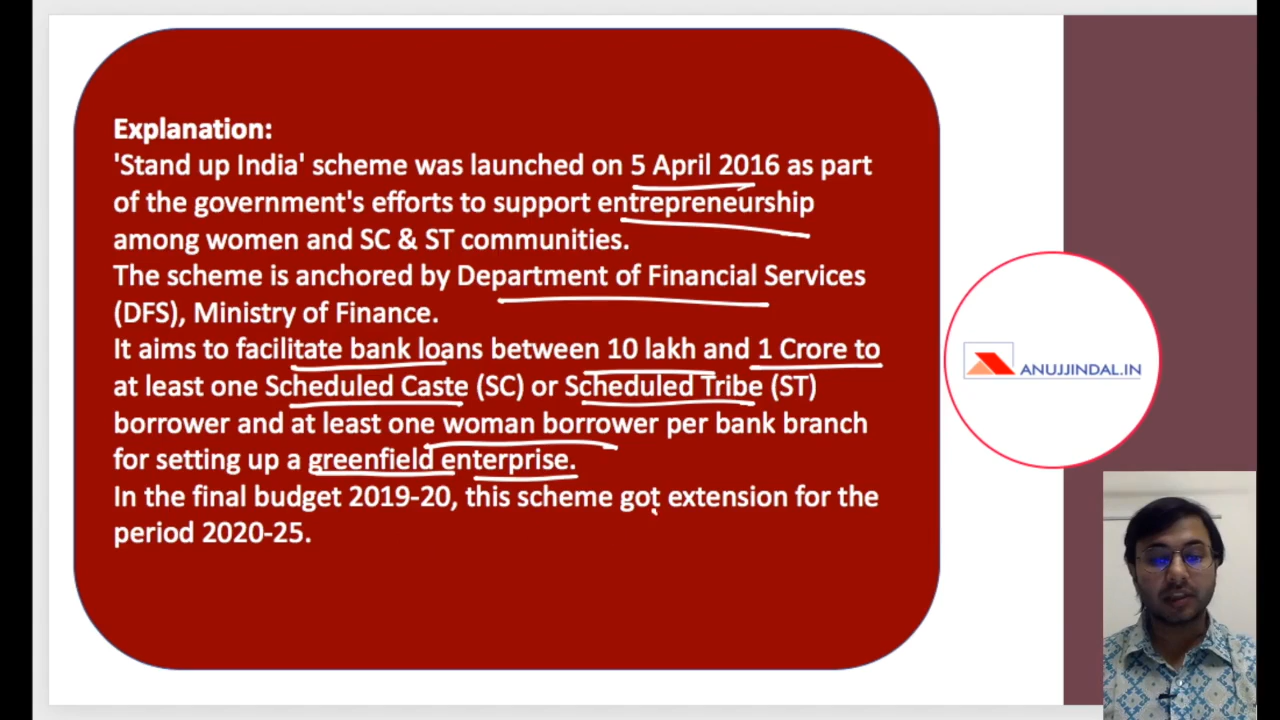 Explanation:
'Stand up India' scheme was launched on 5 April 2016 as part
of the government's efforts to support entrepreneurship
among women and SC & ST communities.
The scheme is anchored by Department of Financial Services
(DFS), Ministry of Finance.
It aims to facilitate bank loans between 10 lakh and 1 Crore to
at least one Scheduled Caste (SC) or Scheduled Tribe (ST)
borrower and at least one woman borrower per bank branch
for setting up a greenfield enterprise.
In the final budget 2019-20, this scheme got extension for the
period 2020-25.
ANUJJINDAL.IN